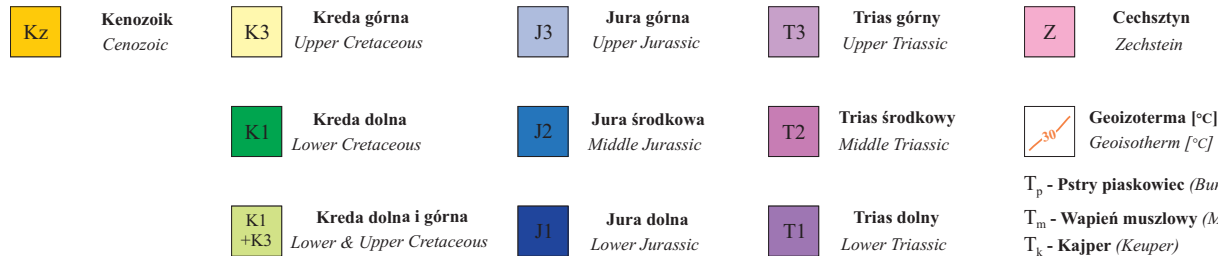 Kz Kenozoik K3 Kreda górna J3 Jura górna T3 Trias górny Z Cechsztyn
Cenozoic Upper Cretaceous Upper Jurassic Upper Triassic Zechstein
K1 Kreda dolna J2 Jura środkowa T2 Trias środkowy 30 Geoizoterma [°C]
Lower Cretaceous Middle Jurassic Middle Triassic Geoisotherm [°C]
Tp - Pstry piaskowiec
K1 +K3 Kreda dolna i górna J1 Jura dolna T1 Trias dolny Tm - Wapień muszlowy
Lower & Upper Cretaceous Lower Jurassic Lower Triassic Tk - Kajper (Keuper)